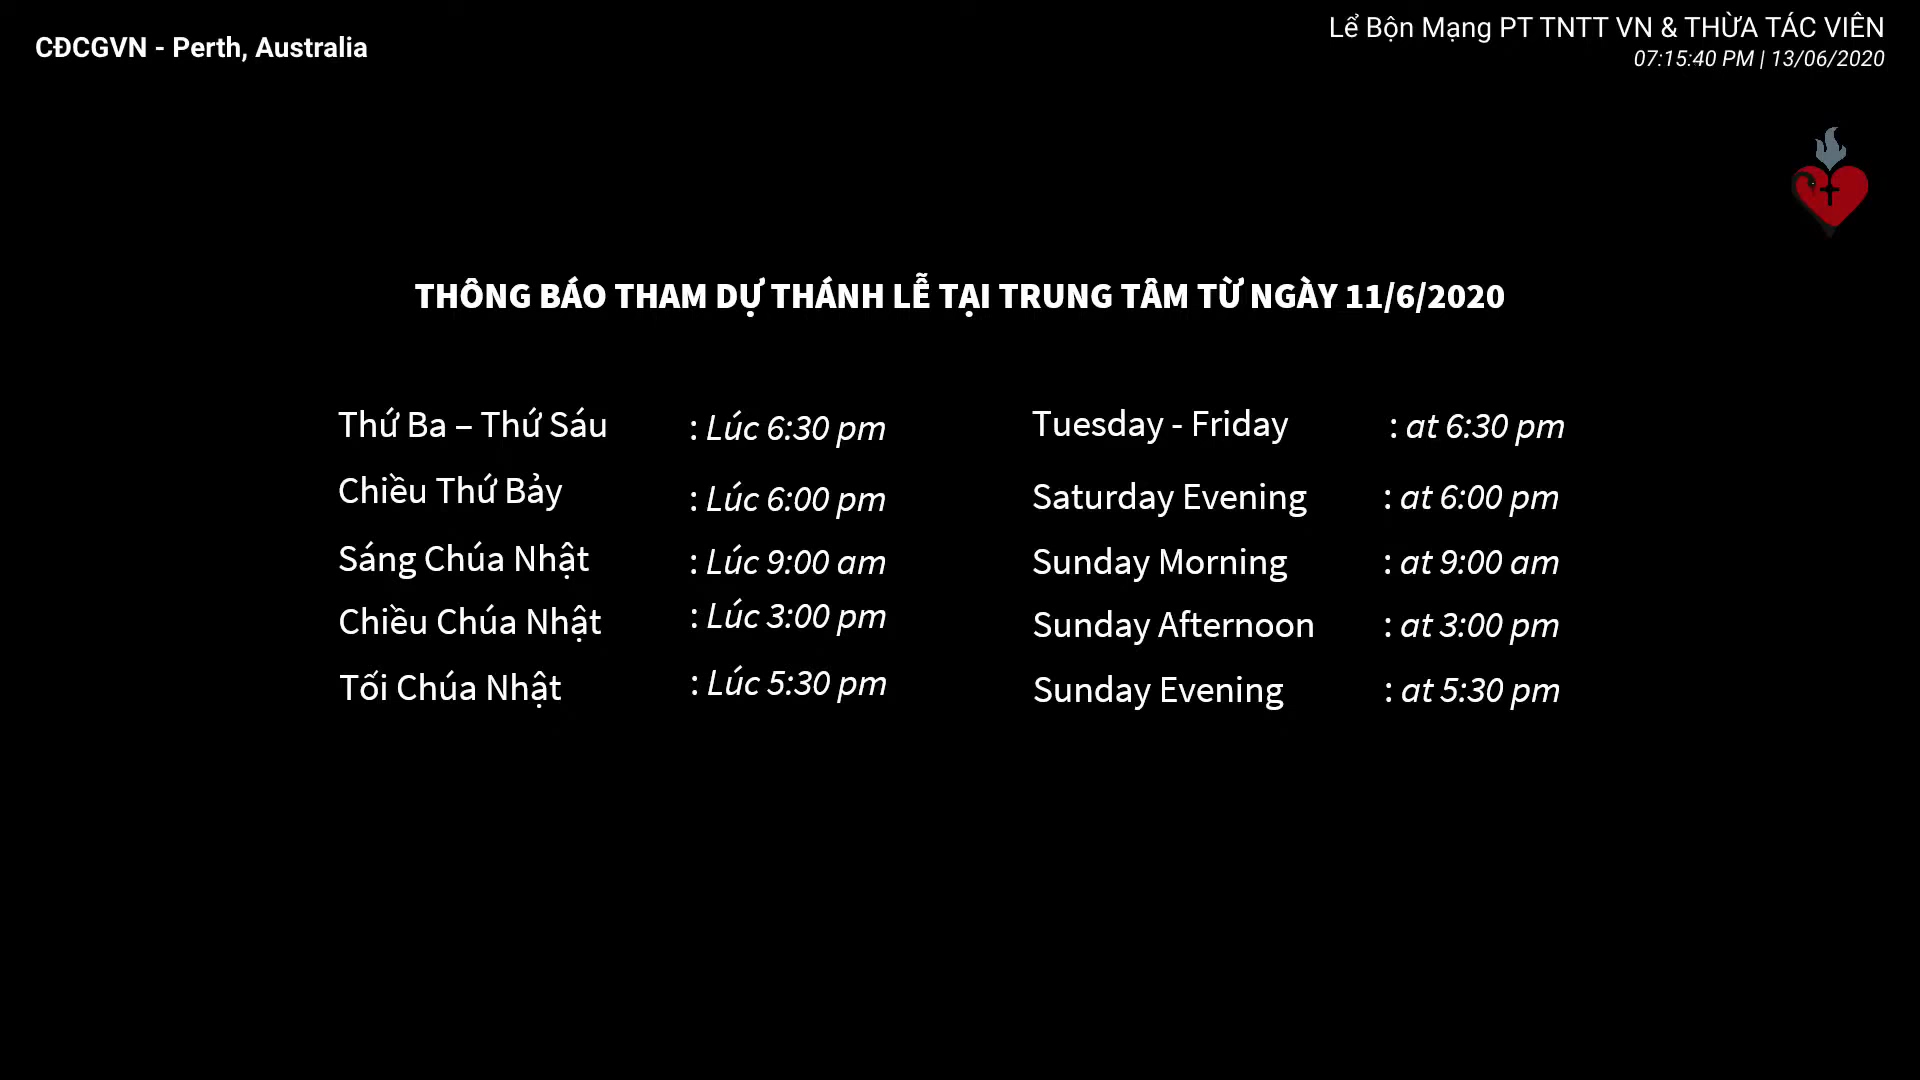 CĐCGVN - Perth, Australia
Lể Bộn Mạng PT TNTT VN & THỪA TÁC VIÊN
07:15:40 PM | 13/06/2020
THÔNG BÁO THAM DỰ THÁNH LỄ TẠI TRUNG TÂM TỪ NGÀY 11/6/2020
Thứ Ba – Thứ Sáu : Lúc 6:30 pm
Chiều Thứ Bảy : Lúc 6:00 pm
Sáng Chúa Nhật : Lúc 9:00 am
Chiều Chúa Nhật : Lúc 3:00 pm
Tối Chúa Nhật : Lúc 5:30 pm
Tuesday - Friday : at 6:30 pm
Saturday Evening : at 6:00 pm
Sunday Morning : at 9:00 am
Sunday Afternoon : at 3:00 pm
Sunday Evening : at 5:30 pm